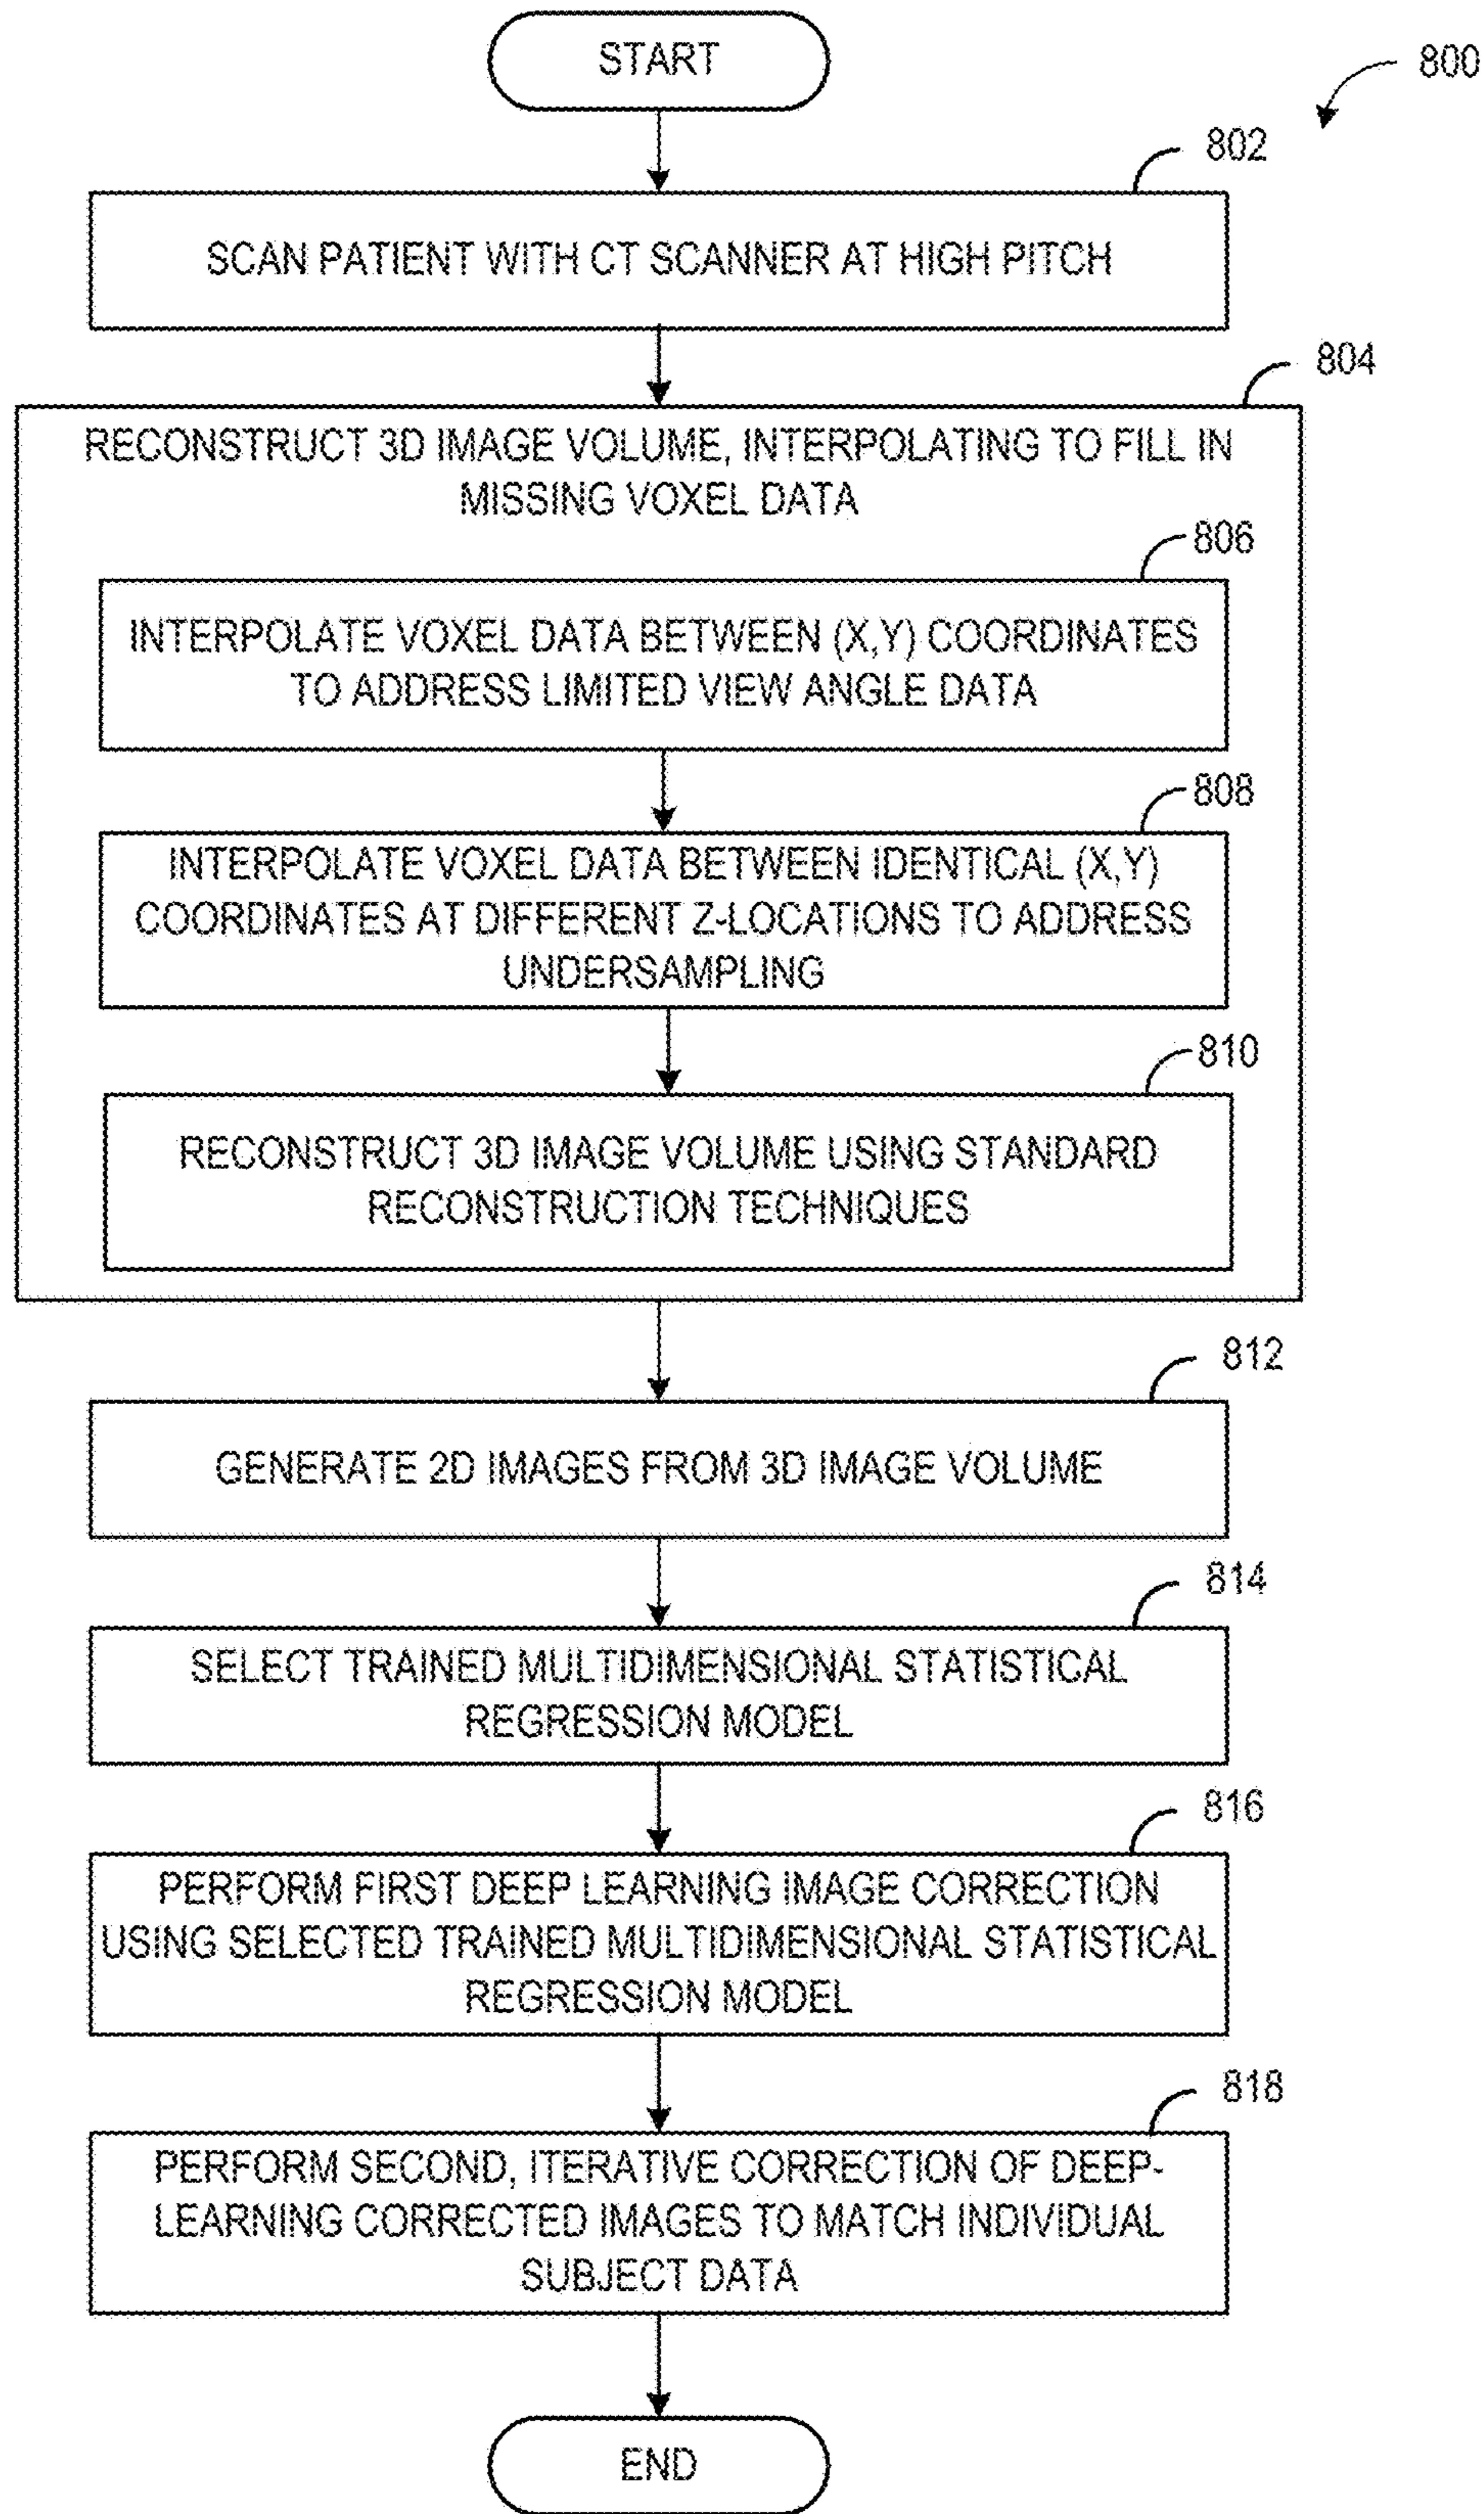 START
800
802
SCAN PATIENT WITH CT SCANNER AT HIGH PITCH
804
RECONSTRUCT 3D IMAGE VOLUME, INTERPOLATING TO FILL IN
MISSING VOXEL DATA
806
INTERPOLATE VOXEL DATA BETWEEN (X,Y) COORDINATES
TO ADDRESS LIMITED VIEW ANGLE DATA
808
INTERPOLATE VOXEL DATA BETWEEN IDENTICAL (X,Y)
COORDINATES AT DIFFERENT Z-LOCATIONS TO ADDRESS
UNDERSAMPLING
810
RECONSTRUCT 3D IMAGE VOLUME USING STANDARD
RECONSTRUCTION TECHNIQUES
812
GENERATE 2D IMAGES FROM 3D IMAGE VOLUME
814
SELECT TRAINED MULTIDIMENSIONAL STATISTICAL
REGRESSION MODEL
816
PERFORM FIRST DEEP LEARNING IMAGE CORRECTION
USING SELECTED TRAINED MULTIDIMENSIONAL STATISTICAL
REGRESSION MODEL
818
PERFORM SECOND, ITERATIVE CORRECTION OF DEEP-
LEARNING CORRECTED IMAGES TO MATCH INDIVIDUAL
SUBJECT DATA
END